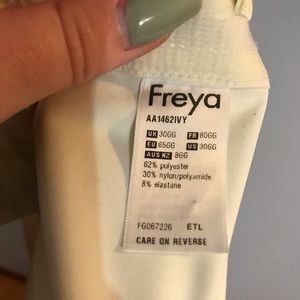 Freya
AA1462IVY
UK 30GG FR 80GG
EU 65GG US 30GG
AUS NZ 8GG
62% polyester
30% nylon/polyamide
8% elastane
FG067226 ETL
CARE ON REVERSE